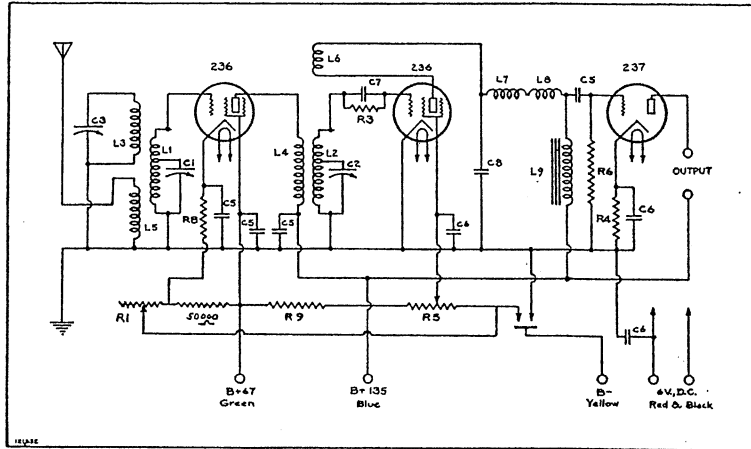 L6
236
236
237
C7
L7
L8
C5
C3
L3
L1
C1
R3
L4
L2
C2
L9
R6
C8
OUTPUT
L5
R8
C5
C5
C5
C6
R4
C6
R1
50000
R9
R5
C6
B+67
Green
B+135
Blue
B-
Yellow
6V., D.C.
Red & Black